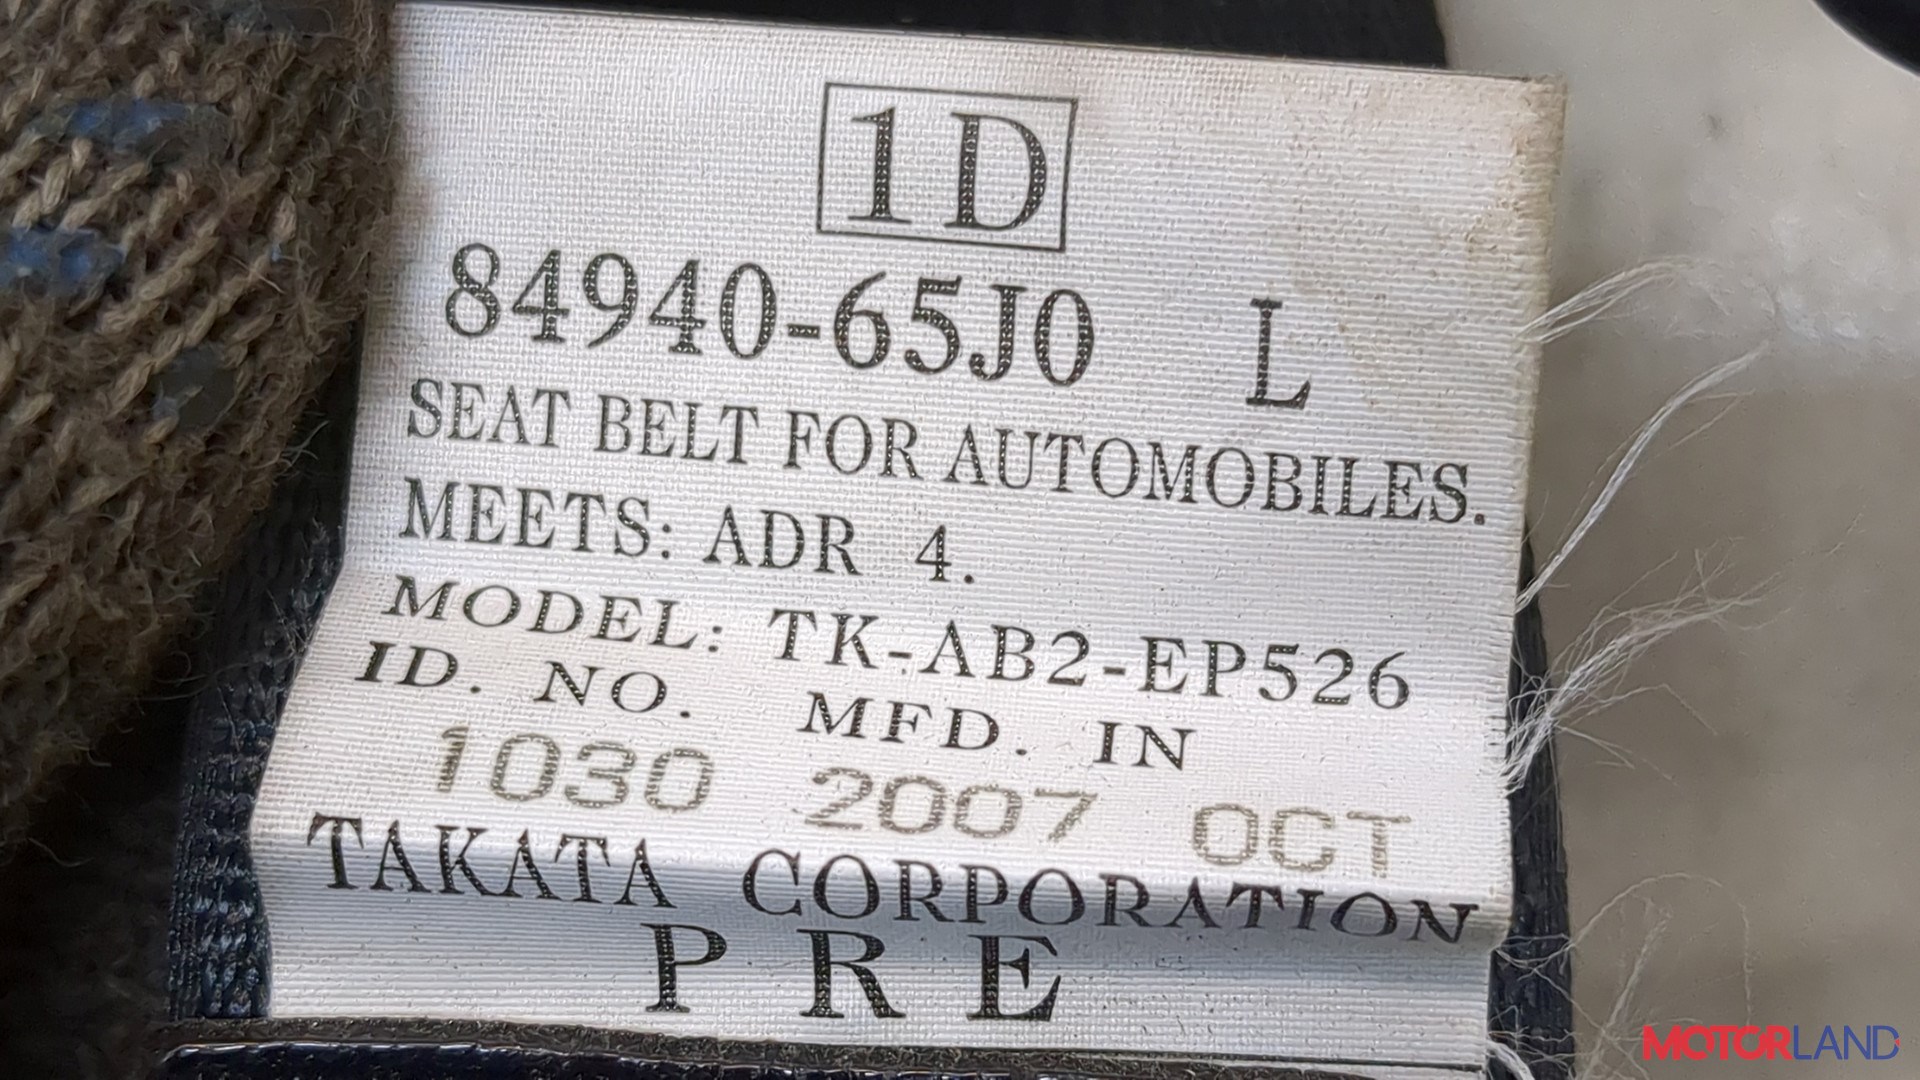 1D
84940-65J0 L
SEAT BELT FOR AUTOMOBILES.
MEETS: ADR 4.
MODEL: TK-AB2-EP526
ID. NO. MFD. IN
1030 2007 OCT
TAKATA CORPORATION
PRE
MOTORLAND